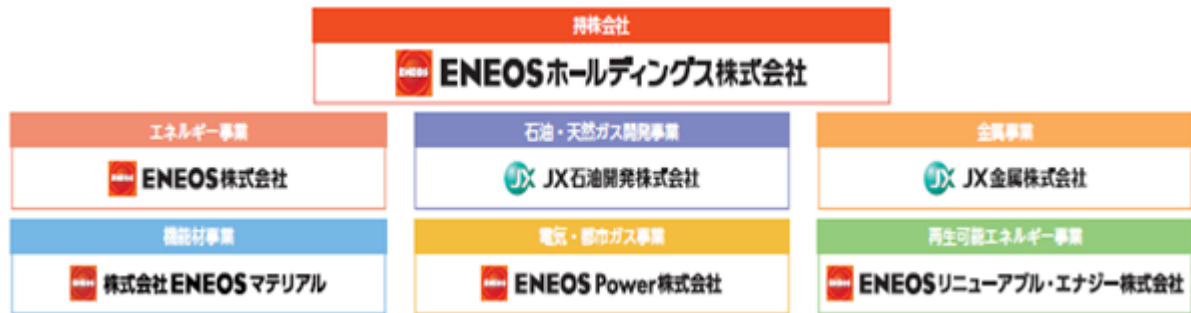 持株会社
ENEOS ENEOSホールディングス株式会社
エネルギー事業
石油・天然ガス開発事業
金属事業
ENEOS株式会社
JX JX石油開発株式会社
JX JX金属株式会社
機能材事業
電気・都市ガス事業
再生可能エネルギー事業
株式会社ENEOSマテリアル
ENEOS Power株式会社
ENEOSリニューアブル・エナジー株式会社